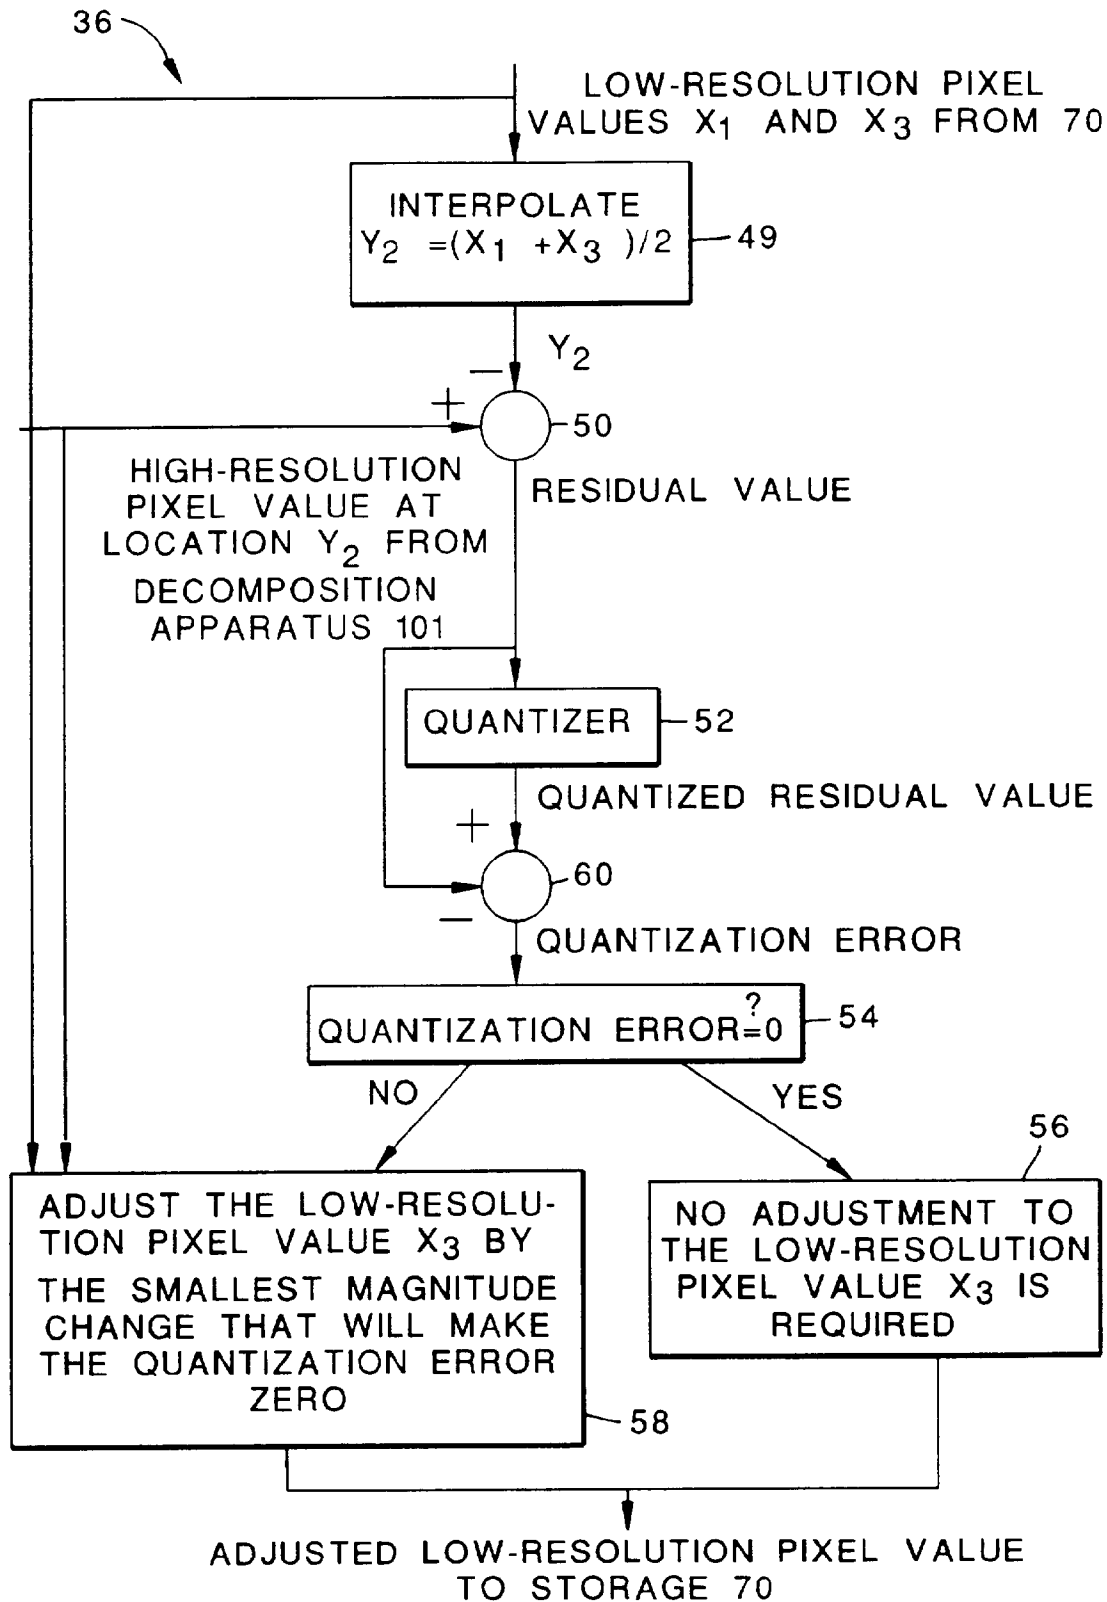 36
LOW-RESOLUTION PIXEL
VALUES X1 AND X3 FROM 70
INTERPOLATE
Y2 =(X1 +X3 )/2
49
Y2
−
+
50
HIGH-RESOLUTION
PIXEL VALUE AT
LOCATION Y2 FROM
DECOMPOSITION
APPARATUS 101
RESIDUAL VALUE
QUANTIZER
52
QUANTIZED RESIDUAL VALUE
+
60
−
QUANTIZATION ERROR
QUANTIZATION ERROR=?0
54
NO
YES
56
ADJUST THE LOW-RESOLU-
TION PIXEL VALUE X3 BY
THE SMALLEST MAGNITUDE
CHANGE THAT WILL MAKE
THE QUANTIZATION ERROR
ZERO
58
NO ADJUSTMENT TO
THE LOW-RESOLUTION
PIXEL VALUE X3 IS
REQUIRED
ADJUSTED LOW-RESOLUTION PIXEL VALUE
TO STORAGE 70